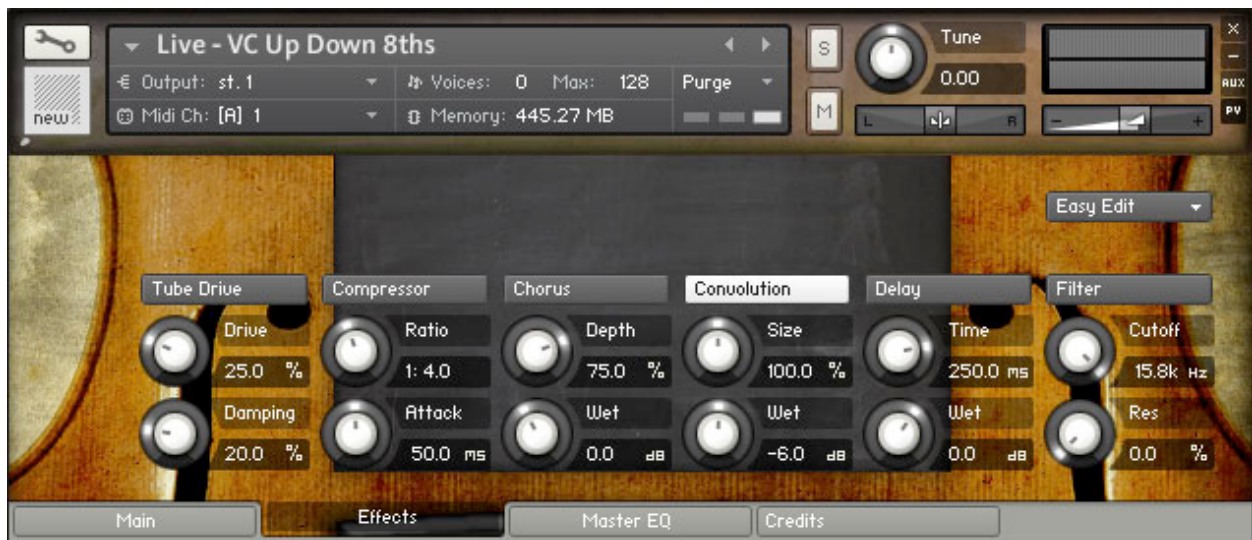 Live - VC Up Down 8ths
Output: st. 1
Voices: 0 Max: 128
Purge
Midi Ch: [A] 1
Memory: 445.27 MB
new
S
M
Tune
0.00
L
R
-
+
×
-
AUX
PV
Easy Edit
Tube Drive
Compressor
Chorus
Convolution
Delay
Filter
Drive
Ratio
Depth
Size
Time
Cutoff
25.0 %
1: 4.0
75.0 %
100.0 %
250.0 ms
15.8k Hz
Damping
Attack
Wet
Wet
Wet
Res
20.0 %
50.0 ms
0.0 dB
-6.0 dB
0.0 dB
0.0 %
Main
Effects
Master EQ
Credits